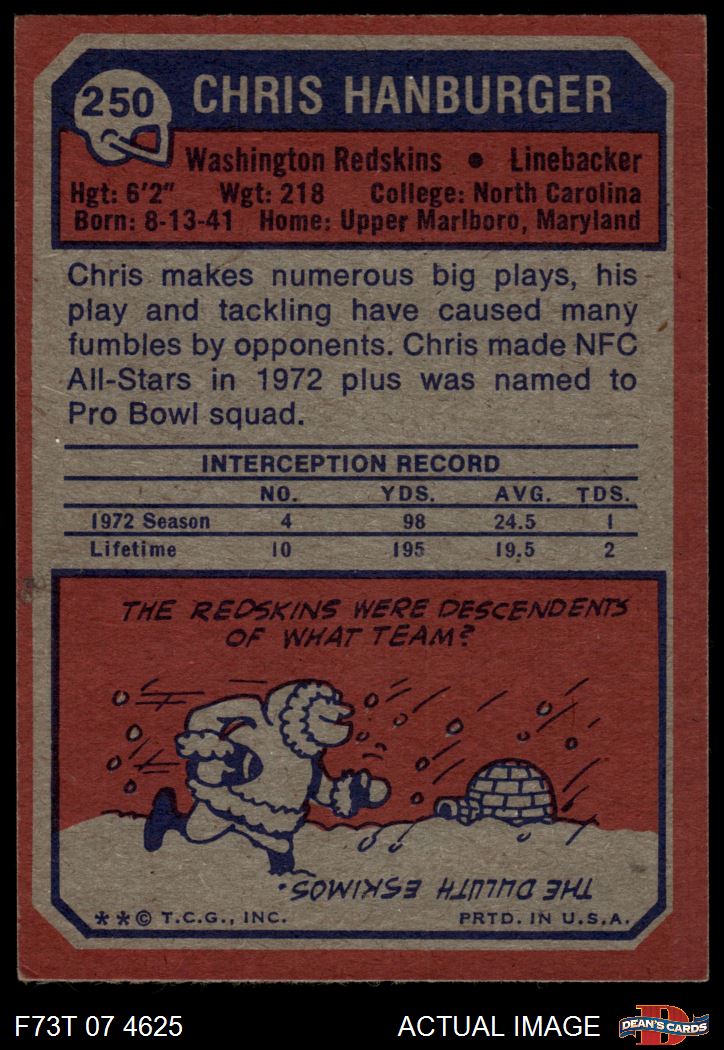 250
CHRIS HANBURGER
Washington Redskins • Linebacker
Hgt: 6'2" Wgt: 218 College: North Carolina
Born: 8-13-41 Home: Upper Marlboro, Maryland
Chris makes numerous big plays, his
play and tackling have caused many
fumbles by opponents. Chris made NFC
All-Stars in 1972 plus was named to
Pro Bowl squad.
INTERCEPTION RECORD
NO. YDS. AVG. TDS.
1972 Season 4 98 24.5 1
Lifetime 10 195 19.5 2
THE REDSKINS WERE DESCENDENTS
OF WHAT TEAM?
THE DULUTH
ESKIMOS.
**© T.C.G., INC. PRTD. IN U.S.A.
F73T 07 4625 ACTUAL IMAGE
D
DEAN'S CARDS